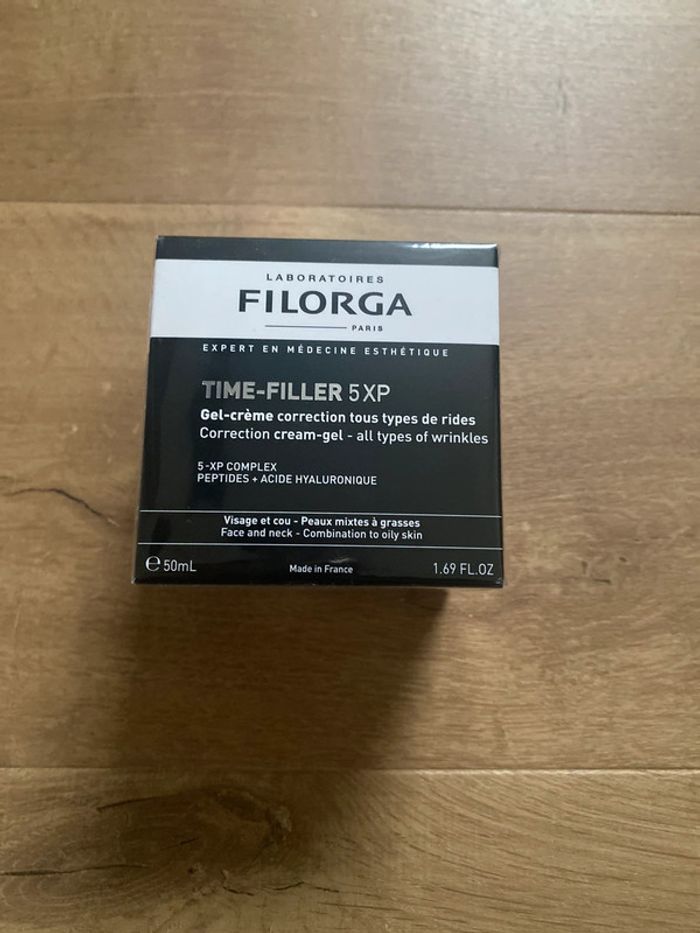 LABORATOIRES
FILORGA
PARIS
EXPERT EN MÉDECINE ESTHÉTIQUE
TIME-FILLER 5 XP
Gel-crème correction tous types de rides
Correction cream-gel - all types of wrinkles
5-XP COMPLEX
PEPTIDES + ACIDE HYALURONIQUE
Visage et cou - Peaux mixtes à grasses
Face and neck - Combination to oily skin
℮ 50mL Made in France 1.69 FL.OZ